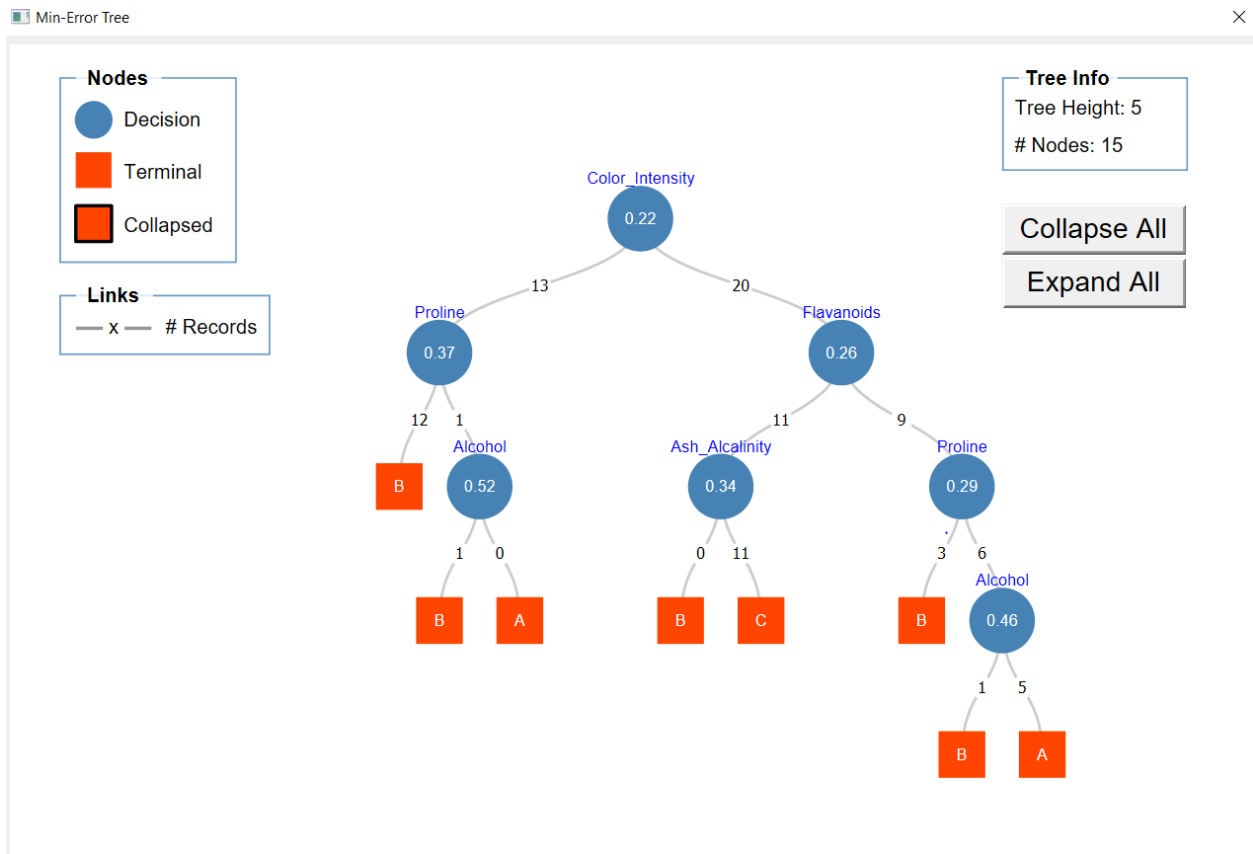 Min-Error Tree
Nodes
Decision
Terminal
Collapsed
Links
x # Records
Tree Info
Tree Height: 5
# Nodes: 15
Collapse All
Expand All
Color_Intensity
0.22
13 20
Proline Flavanoids
0.37 0.26
12 1 11 9
Alcohol Ash_Alcalinity Proline
B 0.52 0.34 0.29
1 0 0 11 3 6
Alcohol
B A B C B 0.46
1 5
B A